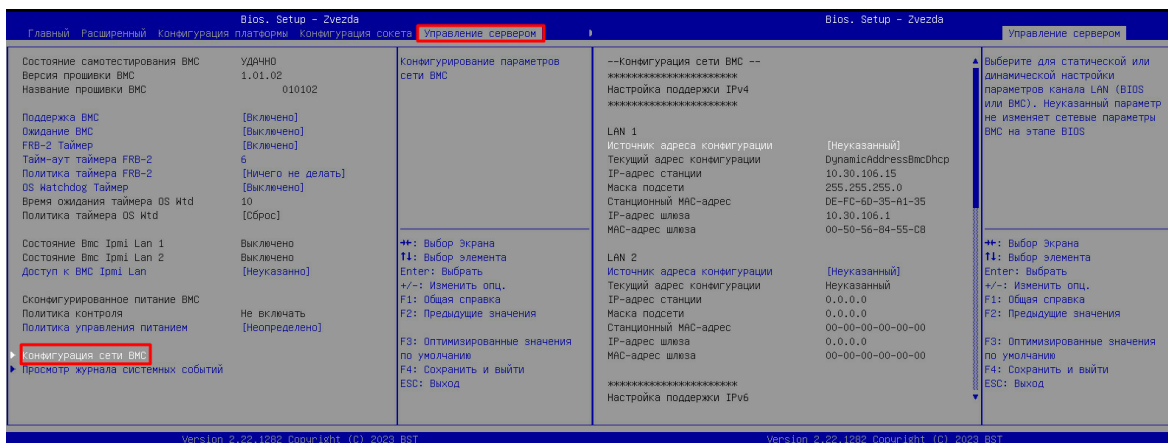 Bios. Setup - Zvezda
Главный Расширенный Конфигурация платформы Конфигурация сокета Управление сервером
Состояние самотестирования BMC УДАЧНО
Версия прошивки BMC 1.01.02
Название прошивки BMC 010102
Поддержка BMC [Включено]
Ожидание BMC [Выключено]
FRB-2 Таймер [Включено]
Тайм-аут таймера FRB-2 6
Политика таймера FRB-2 [Ничего не делать]
OS Watchdog Таймер [Выключено]
Время ожидания таймера OS Wtd 10
Политика таймера OS Wtd [Сброс]
Состояние Bmc Ipmi Lan 1 Выключено
Состояние Bmc Ipmi Lan 2 Выключено
Доступ к BMC Ipmi Lan [Неуказанно]
Сконфигурированное питание BMC
Политика контроля Не включать
Политика управления питанием [Неопределено]
Конфигурация сети BMC
Просмотр журнала системных событий
Конфигурирование параметров
сети BMC
→←: Выбор Экрана
↑↓: Выбор элемента
Enter: Выбрать
+/-: Изменить опц.
F1: Общая справка
F2: Предыдущие значения
F3: Оптимизированные значения
по умолчанию
F4: Сохранить и выйти
ESC: Выход
Version 2.22.1282 Copyright (C) 2023 BST
Bios. Setup - Zvezda
Управление сервером
--Конфигурация сети BMC --
***********************
Настройка поддержки IPv4
***********************
LAN 1
Источник адреса конфигурации [Неуказанный]
Текущий адрес конфигурации DynamicAddressBmcDhcp
IP-адрес станции 10.30.106.15
Маска подсети 255.255.255.0
Станционный MAC-адрес DE-FC-6D-35-A1-35
IP-адрес шлюза 10.30.106.1
MAC-адрес шлюза 00-50-56-84-55-C8
LAN 2
Источник адреса конфигурации [Неуказанный]
Текущий адрес конфигурации Неуказанный
IP-адрес станции 0.0.0.0
Маска подсети 0.0.0.0
Станционный MAC-адрес 00-00-00-00-00-00
IP-адрес шлюза 0.0.0.0
MAC-адрес шлюза 00-00-00-00-00-00
***********************
Настройка поддержки IPv6
Выберите для статической или
динамической настройки
параметров канала LAN (BIOS
или BMC). Неуказанный параметр
не изменяет сетевые параметры
BMC на этапе BIOS
→←: Выбор Экрана
↑↓: Выбор элемента
Enter: Выбрать
+/-: Изменить опц.
F1: Общая справка
F2: Предыдущие значения
F3: Оптимизированные значения
по умолчанию
F4: Сохранить и выйти
ESC: Выход
Version 2.22.1282 Copyright (C) 2023 BST